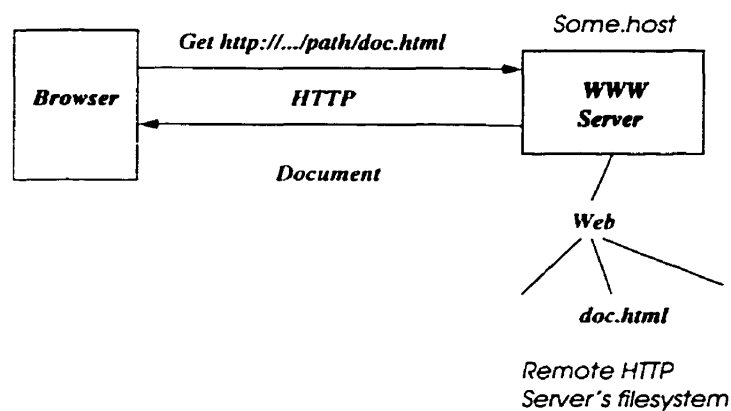 Some.host
Get http://.../path/doc.html
Browser
HTTP
WWW
Server
Document
Web
doc.html
Remote HTTP
Server's filesystem